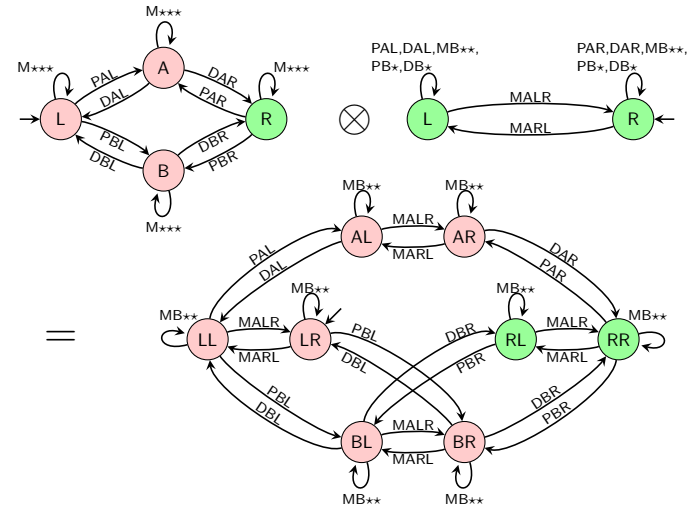 M⋆⋆⋆
A
M⋆⋆⋆
PAL
DAL
DAR
PAR
M⋆⋆⋆
L
R
PBL
DBL
DBR
PBR
B
M⋆⋆⋆
⊗
PAL,DAL,MB⋆⋆,
PB⋆,DB⋆
PAR,DAR,MB⋆⋆,
PB⋆,DB⋆
L
MALR
MARL
R
=
MB⋆⋆
MB⋆⋆
AL
MALR
MARL
AR
PAL
DAL
DAR
PAR
MB⋆⋆
MB⋆⋆
MB⋆⋆
MB⋆⋆
LL
MALR
MARL
LR
PBL
DBL
DBR
PBR
RL
MALR
MARL
RR
PBL
DBL
DBR
PBR
BL
MALR
MARL
BR
MB⋆⋆
MB⋆⋆